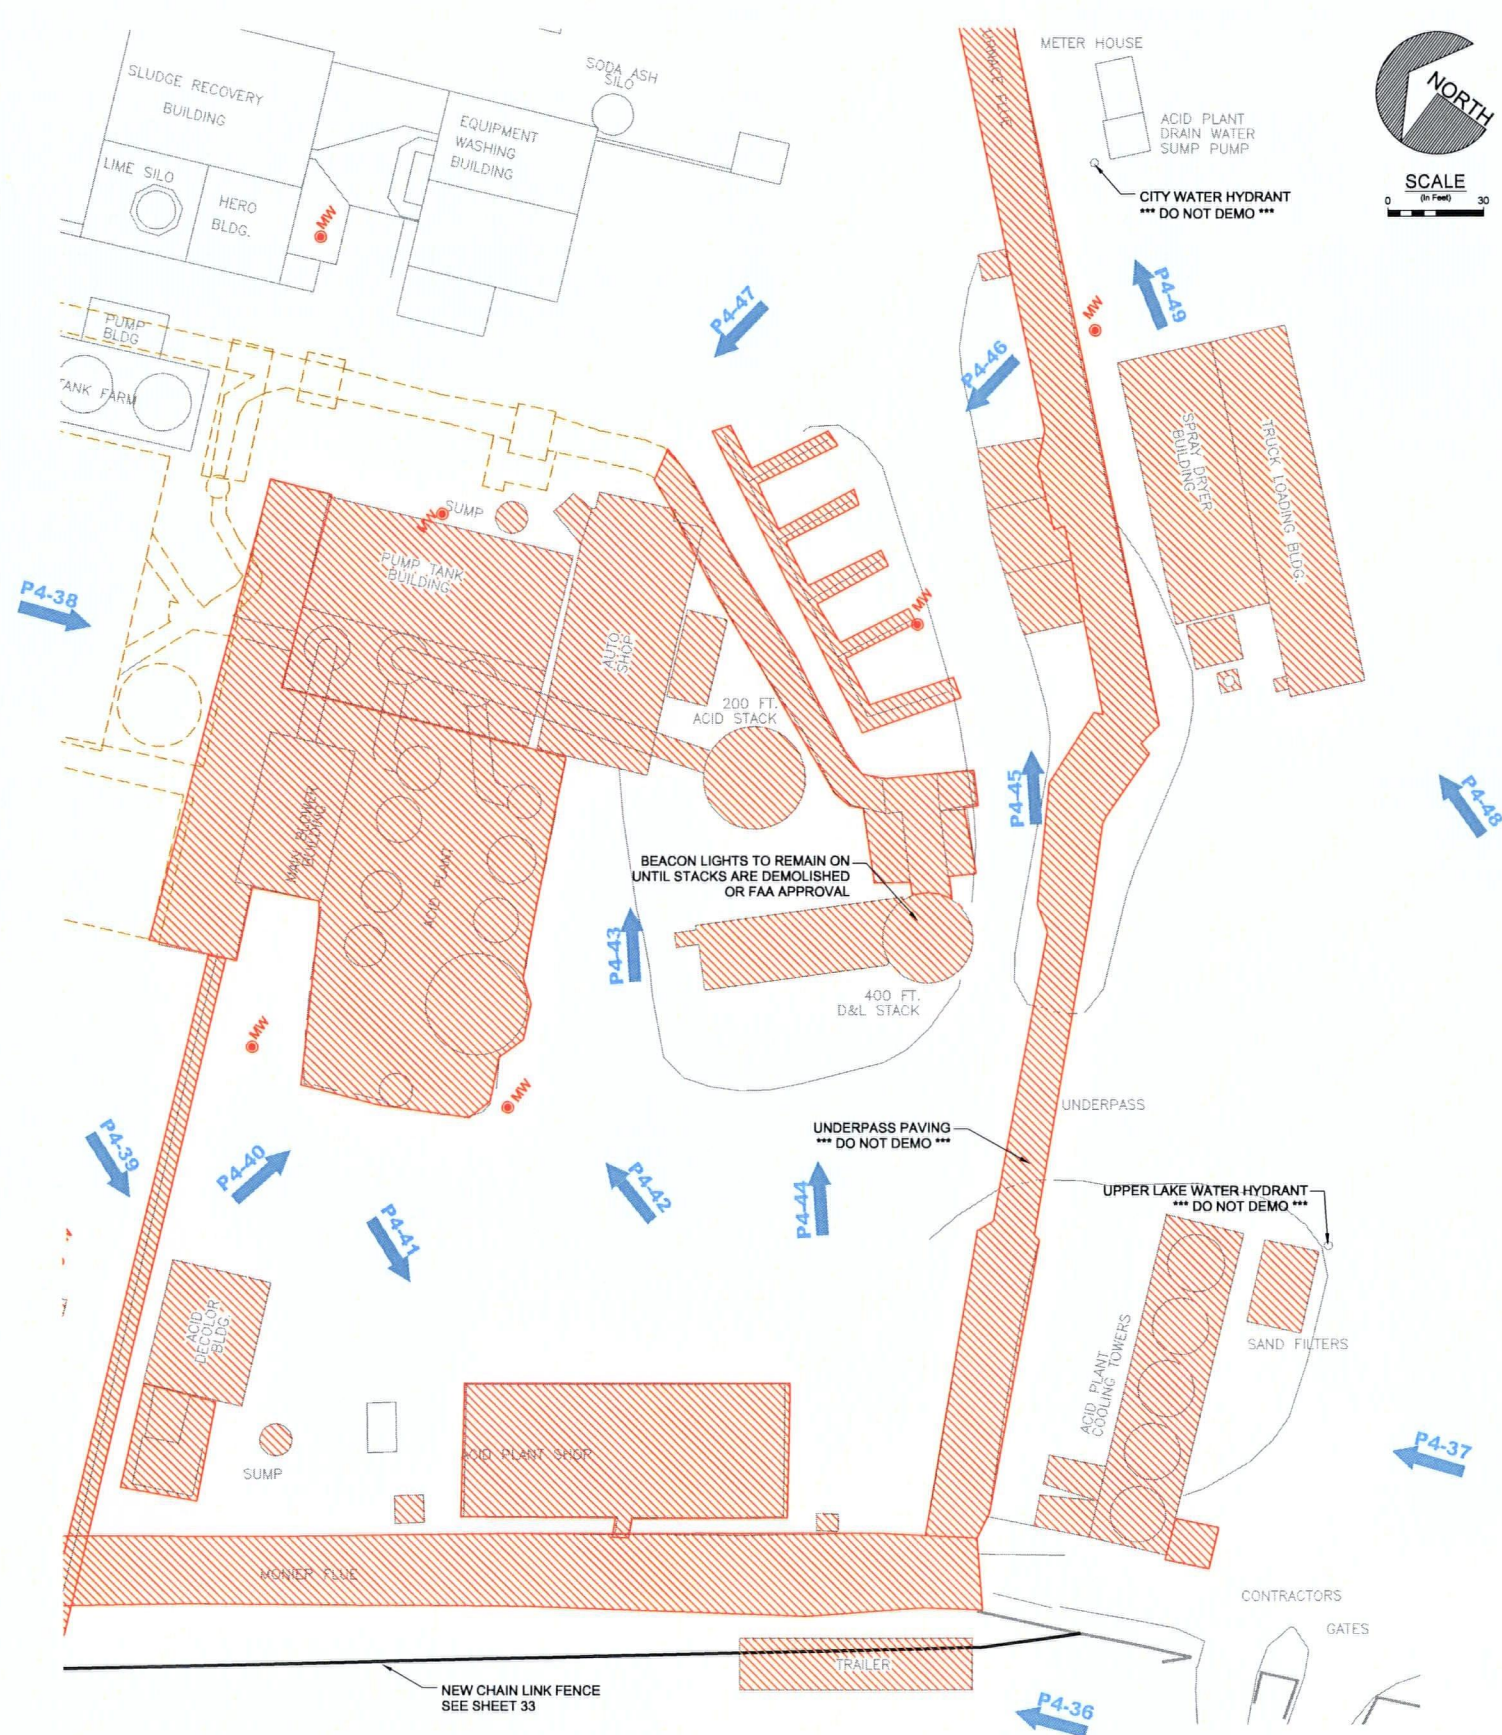 SODA ASH
SILO
METER HOUSE
SLUDGE RECOVERY
BUILDING
EQUIPMENT
WASHING
BUILDING
ACID PLANT
DRAIN WATER
SUMP PUMP
NORTH
SCALE
(In Feet)
0
30
LIME SILO
HERO
BLDG.
MW
CITY WATER HYDRANT
*** DO NOT DEMO ***
P4-47
P4-49
MW
PUMP
BLDG
TANK FARM
P4-46
SPRAY DRYER
BUILDING
TRUCK LOADING BLDG.
SUMP
MW
PUMP TANK
BUILDING
P4-38
MW
AUTO
SHOP
200 FT.
ACID STACK
P4-45
P4-48
MAIN BLOWER
BUILDING
ACID PLANT
BEACON LIGHTS TO REMAIN ON
UNTIL STACKS ARE DEMOLISHED
OR FAA APPROVAL
P4-43
400 FT.
D&L STACK
MW
MW
UNDERPASS
UNDERPASS PAVING
*** DO NOT DEMO ***
P4-39
P4-40
P4-42
P4-44
P4-41
UPPER LAKE WATER HYDRANT
*** DO NOT DEMO ***
ACID
DECOLOR
BLDG.
SAND FILTERS
ACID PLANT
COOLING TOWERS
SUMP
ACID PLANT SHOP
P4-37
MONIER FLUE
CONTRACTORS
GATES
TRAILER
NEW CHAIN LINK FENCE
SEE SHEET 33
P4-36